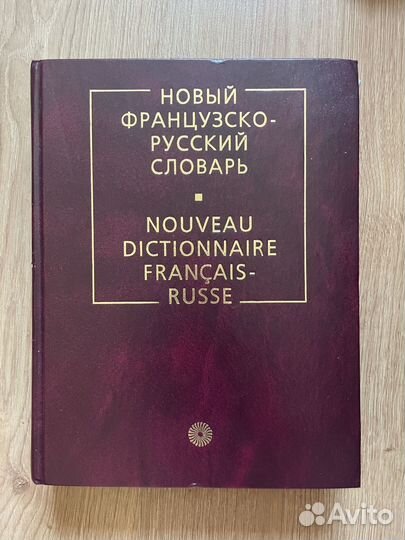 НОВЫЙ
ФРАНЦУЗСКО-
РУССКИЙ
СЛОВАРЬ
NOUVEAU
DICTIONNAIRE
FRANÇAIS-
RUSSE
Avito